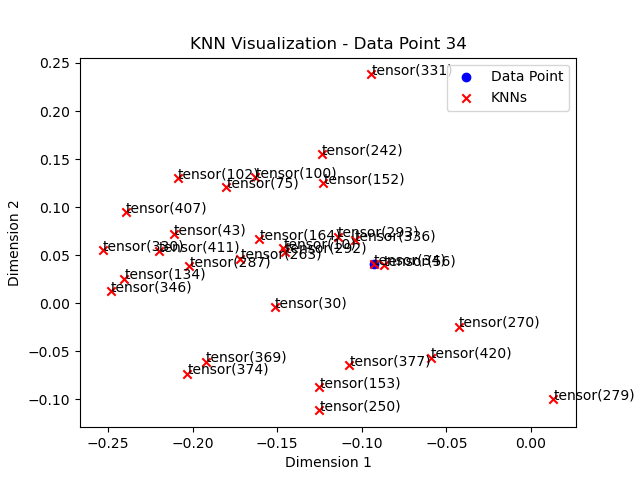 KNN Visualization - Data Point 34
Data Point
KNNs
tensor(331)
tensor(242)
tensor(102)
tensor(100)
tensor(75)
tensor(152)
tensor(407)
tensor(43)
tensor(164)
tensor(293)
tensor(336)
tensor(411)
tensor(292)
tensor(263)
tensor(287)
tensor(34)
tensor(134)
tensor(346)
tensor(30)
tensor(270)
tensor(420)
tensor(369)
tensor(377)
tensor(374)
tensor(153)
tensor(250)
tensor(279)
0.25
0.20
0.15
0.10
0.05
0.00
−0.05
−0.10
Dimension 2
−0.25
−0.20
−0.15
−0.10
−0.05
0.00
Dimension 1